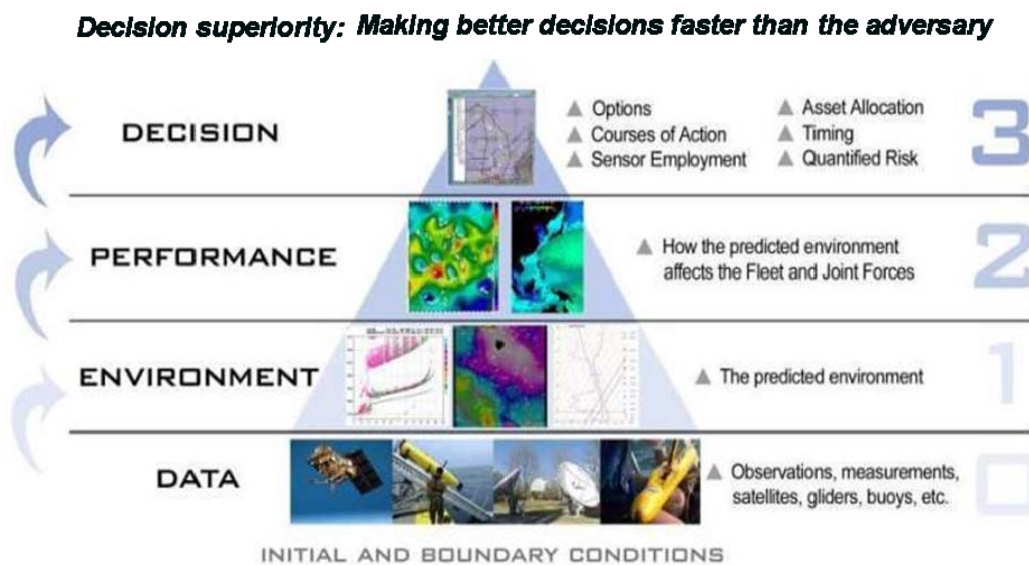 Decision superiority: Making better decisions faster than the adversary
DECISION
Options
Courses of Action
Sensor Employment
Asset Allocation
Timing
Quantified Risk
3
PERFORMANCE
How the predicted environment
affects the Fleet and Joint Forces
2
ENVIRONMENT
The predicted environment
1
DATA
Observations, measurements,
satellites, gliders, buoys, etc.
0
INITIAL AND BOUNDARY CONDITIONS